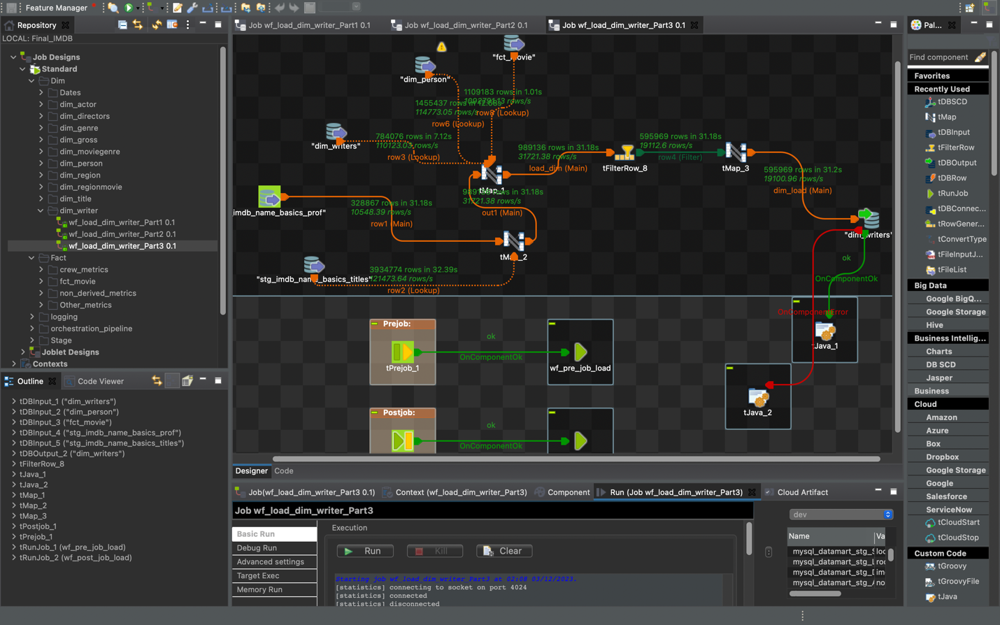 Feature Manager
Repository
LOCAL: Final_IMDB
Job Designs
Standard
Dim
Dates
dim_actor
dim_directors
dim_genre
dim_gross
dim_moviegenre
dim_person
dim_region
dim_regionmovie
dim_title
dim_writer
wf_load_dim_writer_Part1 0.1
wf_load_dim_writer_Part2 0.1
wf_load_dim_writer_Part3 0.1
Fact
crew_metrics
fct_movie
non_derived_metrics
Other_metrics
logging
orchestration_pipeline
Stage
Joblet Designs
Contexts
Outline
Code Viewer
tDBInput_1 ("dim_writers")
tDBInput_2 ("dim_person")
tDBInput_3 ("fct_movie")
tDBInput_4 ("stg_imdb_name_basics_prof")
tDBInput_5 ("stg_imdb_name_basics_titles")
tDBOutput_2 ("dim_writers")
tFilterRow_8
tJava_1
tJava_2
tMap_1
tMap_2
tMap_3
tPostjob_1
tPrejob_1
tRunJob_1 (wf_pre_job_load)
tRunJob_2 (wf_post_job_load)
Job wf_load_dim_writer_Part1 0.1
Job wf_load_dim_writer_Part2 0.1
Job wf_load_dim_writer_Part3 0.1
"fct_movie"
"dim_person"
1109183 rows in 1.01s
1455437 rows in
114773.05 rows/s
row8 (Lookup)
row6 (Lookup)
"dim_writers"
784076 rows in 7.12s
110123.03 rows/s
row3 (Lookup)
989136 rows in 31.18s
31721.38 rows/s
load_dim (Main)
tFilterRow_8
595969 rows in 31.18s
19112.6 rows/s
row4 (Filter)
tMap_3
595969 rows in 31.2s
19100.96 rows/s
dim_load (Main)
tMap_1
rows in 31.18s
31721.38 rows/s
out1 (Main)
imdb_name_basics_prof"
328867 rows in 31.18s
10548.39 rows/s
row1 (Main)
"dim_writers"
tMap_2
"stg_imdb_name_basics_titles"
3934774 rows in 32.39s
121473.64 rows/s
row2 (Lookup)
ok
OnComponentOk
OnComponentError
tJava_1
tJava_2
Prejob:
tPrejob_1
ok
OnComponentOk
wf_pre_job_load
Postjob:
ok
OnComponentOk
Designer
Code
Job(wf_load_dim_writer_Part3 0.1)
Context (wf_load_dim_writer_Part3)
Component
Run (Job wf_load_dim_writer_Part3)
Cloud Artifact
Job wf_load_dim_writer_Part3
Basic Run
Debug Run
Advanced settings
Target Exec
Memory Run
Execution
Run
Kill
Clear
Starting job wf_load_dim_writer_Part3 at 02:08 03/12/2023.
[statistics] connecting to socket on port 4024
[statistics] connected
[statistics] disconnected
dev
Name
Va
mysql_datamart_stg_S loc
mysql_datamart_stg_L roo
mysql_datamart_stg_D im
mysql_datamart_stg_A no
Pal...
Find component
Favorites
Recently Used
tDBSCD
tMap
tDBInput
tFilterRow
tDBOutput
tDBRow
tRunJob
tDBConnec...
tRowGener...
tConvertType
tFileInputJ...
tFileList
Big Data
Google BigQ...
Google Storage
Hive
Business Intellig...
Charts
DB SCD
Jasper
Business
Cloud
Amazon
Azure
Box
Dropbox
Google Storage
Google
Salesforce
ServiceNow
tCloudStart
tCloudStop
Custom Code
tGroovy
tGroovyFile
tJava